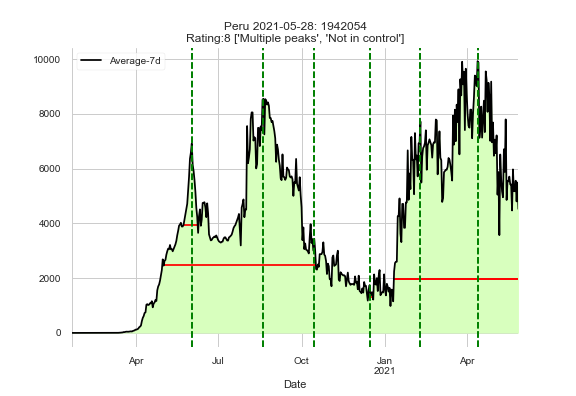 Peru 2021-05-28: 1942054
Rating:8 ['Multiple peaks', 'Not in control']
Average-7d
10000
8000
6000
4000
2000
0
Apr
Jul
Oct
Jan
2021
Apr
Date